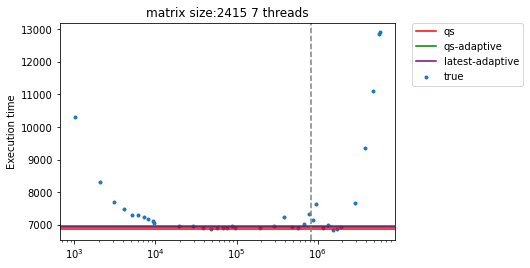 matrix size:2415 7 threads
13000
12000
11000
10000
9000
8000
7000
Execution time
10³
10⁴
10⁵
10⁶
qs
qs-adaptive
latest-adaptive
true